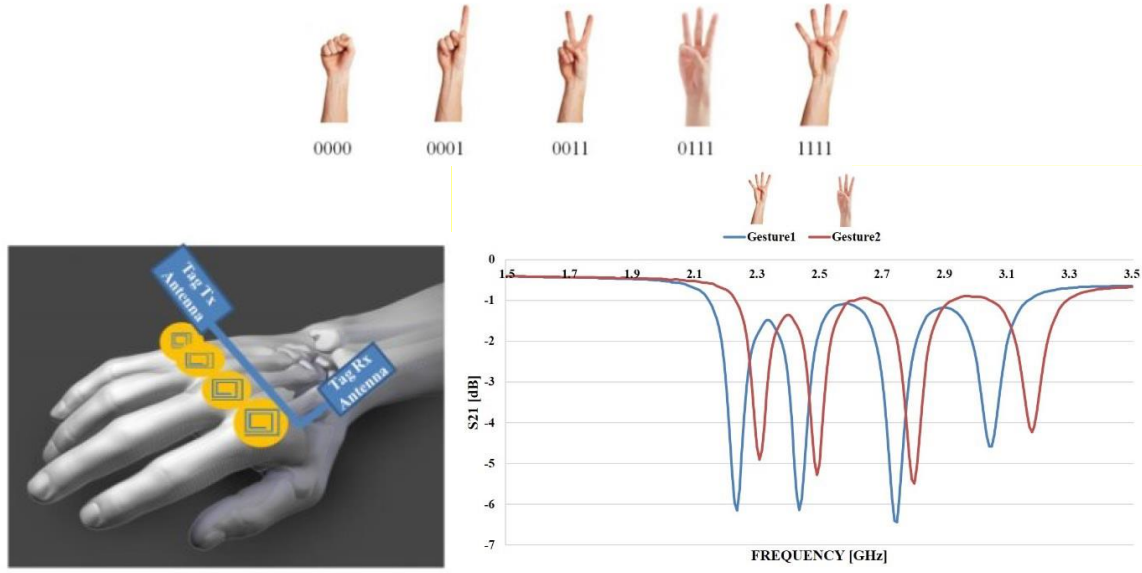 0000 0001 0011 0111 1111
Gesture1 Gesture2
Tag Tx
Antenna
Tag Rx
Antenna
0
1.5 1.7 1.9 2.1 2.3 2.5 2.7 2.9 3.1 3.3 3.5
-1
-2
-3
-4
-5
-6
-7
S21 [dB]
FREQUENCY [GHz]